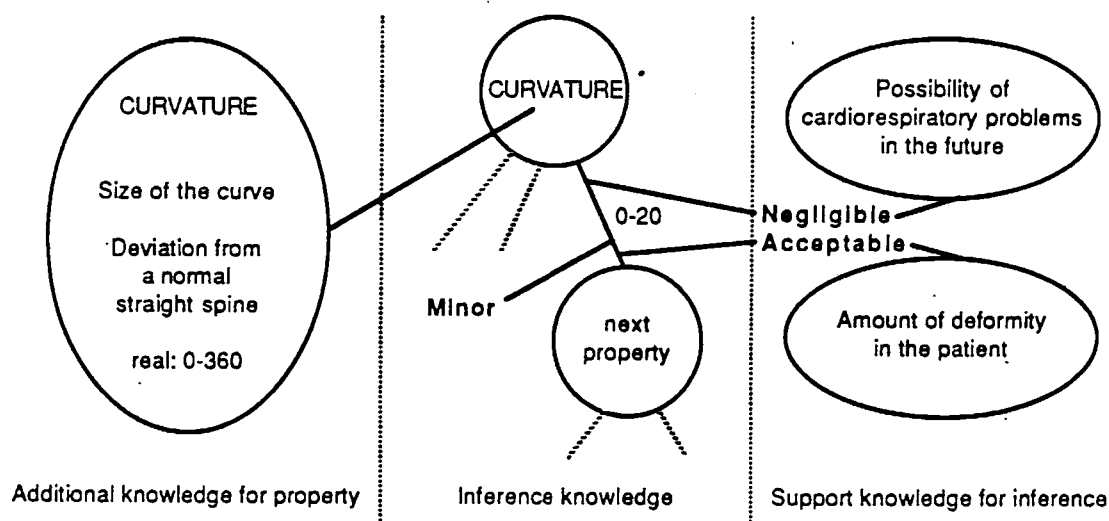 CURVATURE
Size of the curve
Deviation from
a normal
straight spine
real: 0-360
Additional knowledge for property
CURVATURE
0-20
Minor
next
property
Inference knowledge
Possibility of
cardiorespiratory problems
in the future
Negligible
Acceptable
Amount of deformity
in the patient
Support knowledge for inference